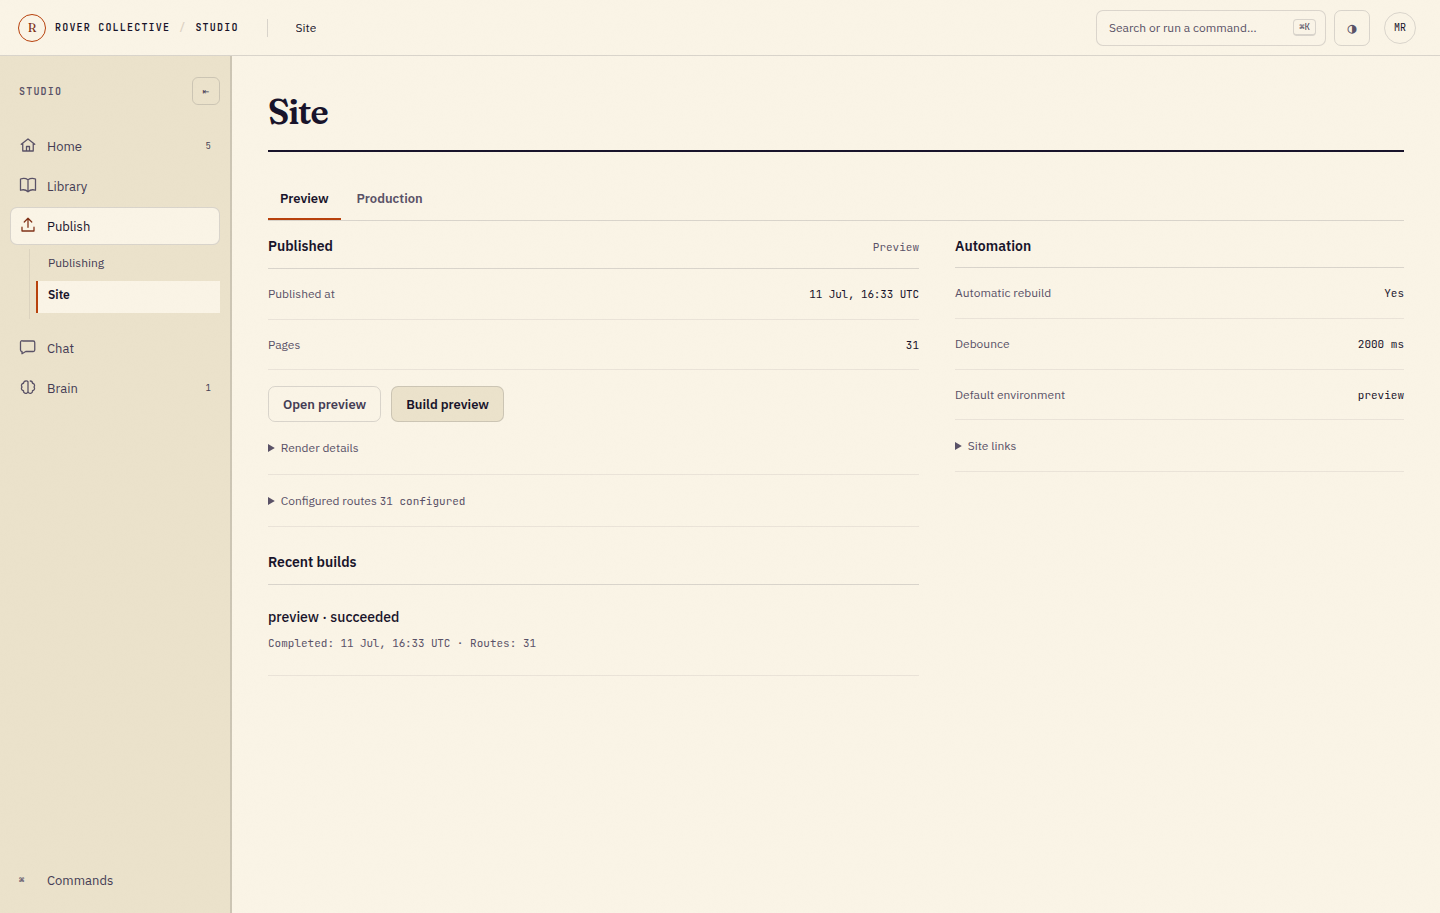 R ROVER COLLECTIVE / STUDIO Site
Search or run a command... ⌘K
◑
MR
STUDIO
⇤
Home 5
Library
Publish
Publishing
Site
Chat
Brain 1
⌘ Commands
Site
Preview Production
Published Preview
Published at 11 Jul, 16:33 UTC
Pages 31
Open preview Build preview
▶ Render details
▶ Configured routes 31 configured
Recent builds
preview · succeeded
Completed: 11 Jul, 16:33 UTC · Routes: 31
Automation
Automatic rebuild Yes
Debounce 2000 ms
Default environment preview
▶ Site links